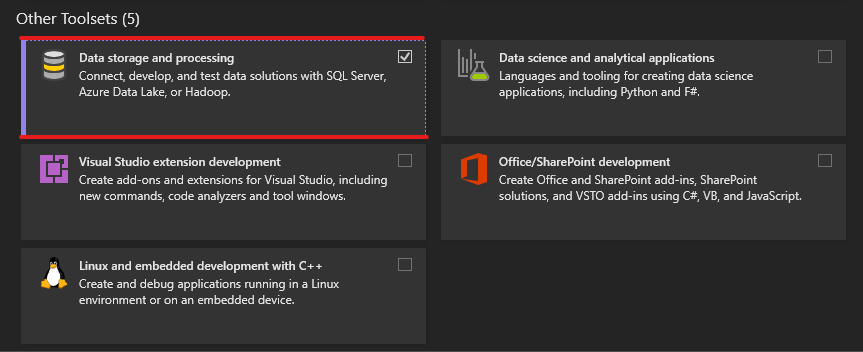 Other Toolsets (5)
Data storage and processing
Connect, develop, and test data solutions with SQL Server,
Azure Data Lake, or Hadoop.
Data science and analytical applications
Languages and tooling for creating data science
applications, including Python and F#.
Visual Studio extension development
Create add-ons and extensions for Visual Studio, including
new commands, code analyzers and tool windows.
Office/SharePoint development
Create Office and SharePoint add-ins, SharePoint
solutions, and VSTO add-ins using C#, VB, and JavaScript.
Linux and embedded development with C++
Create and debug applications running in a Linux
environment or on an embedded device.